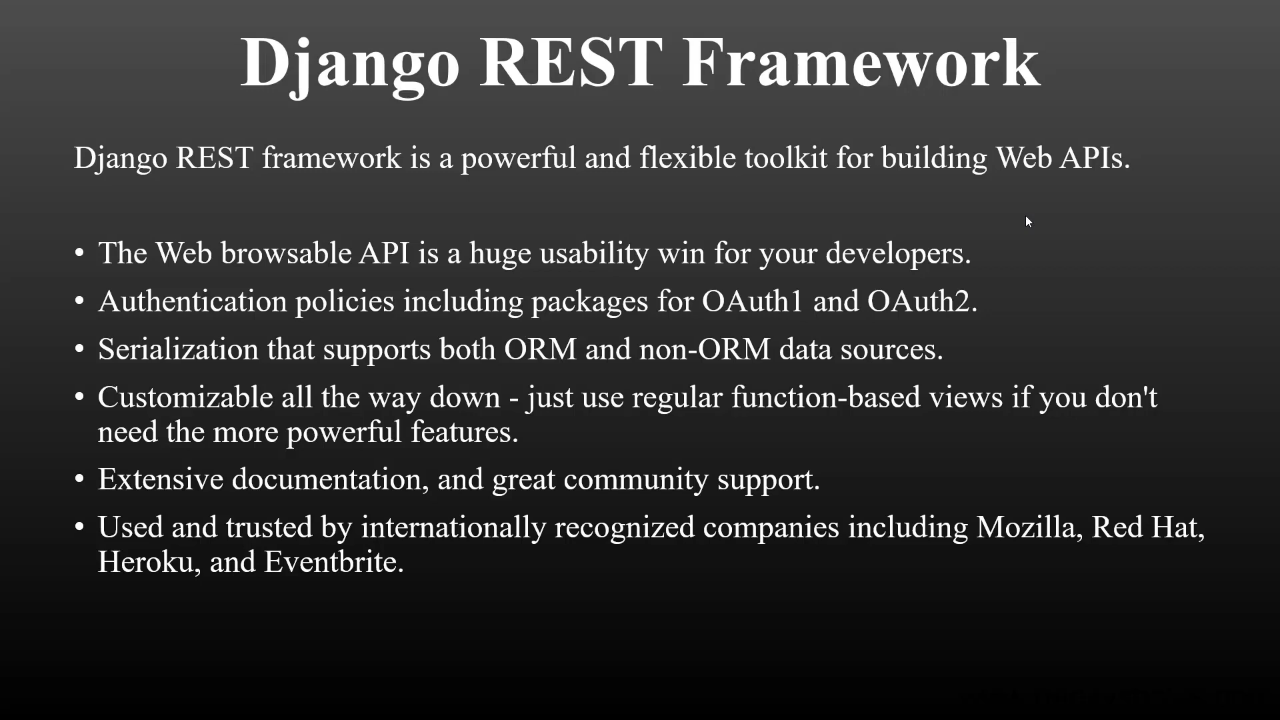 Django REST Framework
Django REST framework is a powerful and flexible toolkit for building Web APIs.
• The Web browsable API is a huge usability win for your developers.
• Authentication policies including packages for OAuth1 and OAuth2.
• Serialization that supports both ORM and non-ORM data sources.
• Customizable all the way down - just use regular function-based views if you don't
need the more powerful features.
• Extensive documentation, and great community support.
• Used and trusted by internationally recognized companies including Mozilla, Red Hat,
Heroku, and Eventbrite.